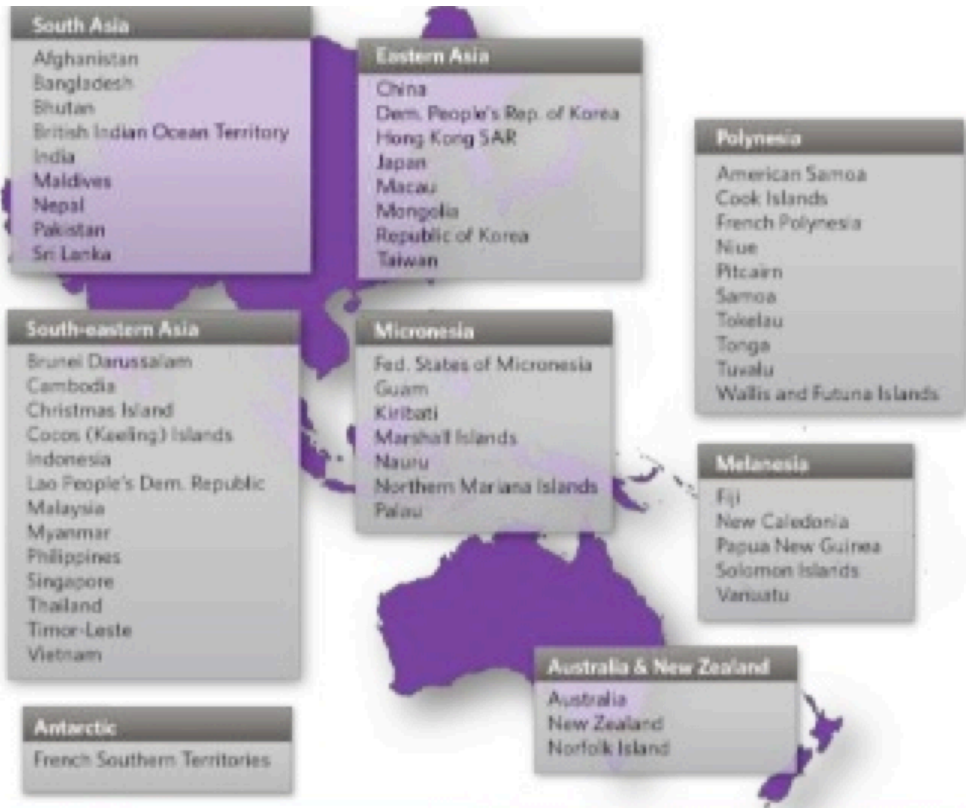 South Asia
Afghanistan
Bangladesh
Bhutan
British Indian Ocean Territory
India
Maldives
Nepal
Pakistan
Sri Lanka
Eastern Asia
China
Dem. People's Rep. of Korea
Hong Kong SAR
Japan
Macau
Mongolia
Republic of Korea
Taiwan
Polynesia
American Samoa
Cook Islands
French Polynesia
Niue
Pitcairn
Samoa
Tokelau
Tonga
Tuvalu
Wallis and Futuna Islands
South-eastern Asia
Brunei Darussalam
Cambodia
Christmas Island
Cocos (Keeling) Islands
Indonesia
Lao People's Dem. Republic
Malaysia
Myanmar
Philippines
Singapore
Thailand
Timor-Leste
Vietnam
Micronesia
Fed. States of Micronesia
Guam
Kiribati
Marshall Islands
Nauru
Northern Mariana Islands
Palau
Melanesia
Fiji
New Caledonia
Papua New Guinea
Solomon Islands
Vanuatu
Australia & New Zealand
Australia
New Zealand
Norfolk Island
Antarctic
French Southern Territories